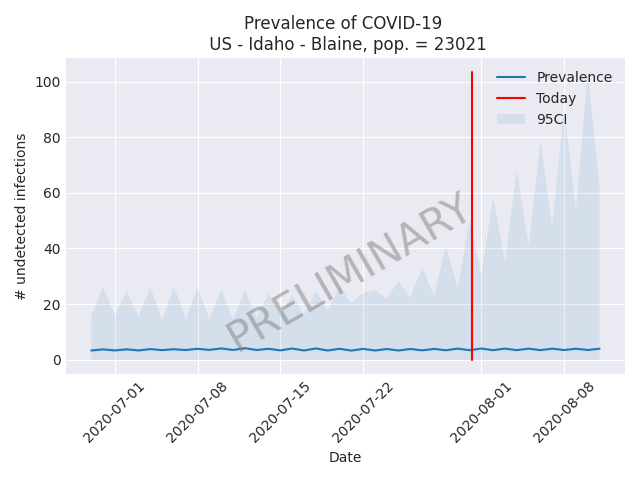 Prevalence of COVID-19
US - Idaho - Blaine, pop. = 23021
Prevalence
Today
95CI
PRELIMINARY
# undetected infections
100
80
60
40
20
0
2020-07-01
2020-07-08
2020-07-15
2020-07-22
2020-08-01
2020-08-08
Date